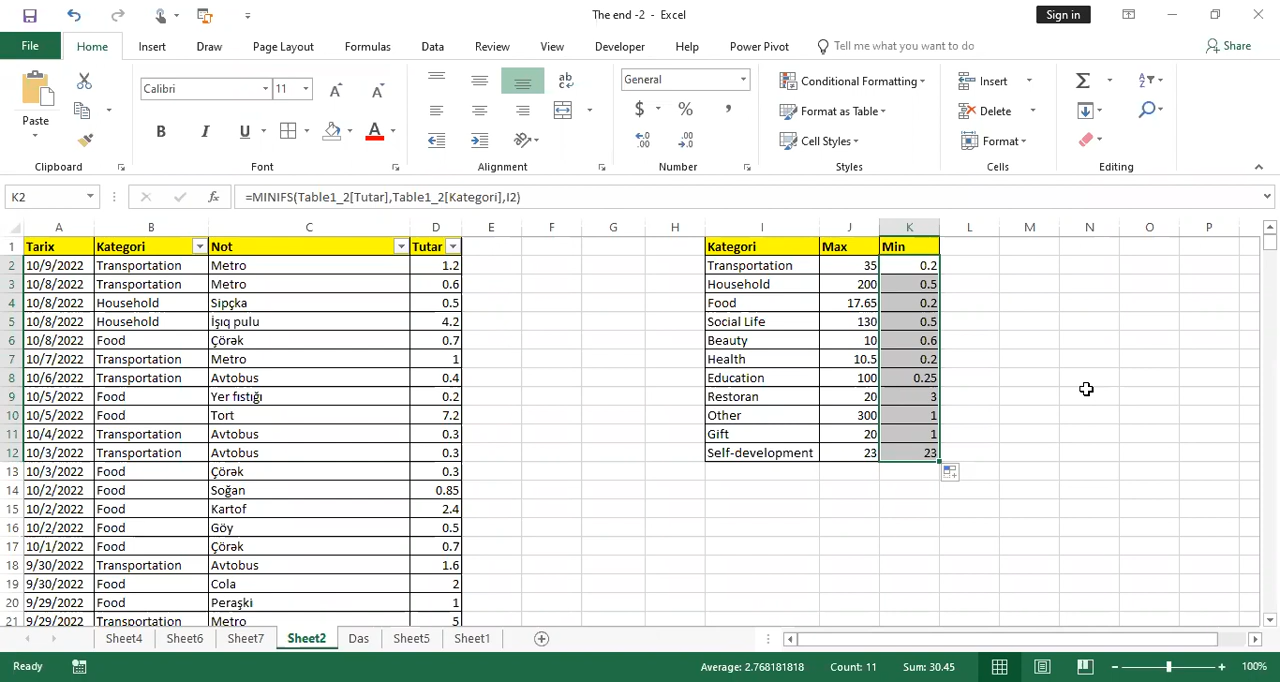 The end -2 - Excel
Sign in
File Home Insert Draw Page Layout Formulas Data Review View Developer Help Power Pivot Tell me what you want to do Share
Paste
Calibri 11
B I U A
ab
General
$ % ,
Conditional Formatting
Format as Table
Cell Styles
Insert
Delete
Format
Clipboard Font Alignment Number Styles Cells Editing
K2 fx =MINIFS(Table1_2[Tutar],Table1_2[Kategori],I2)
A B C D E F G H I J K L M N O P
1 Tarix Kategori Not Tutar Kategori Max Min
2 10/9/2022 Transportation Metro 1.2 Transportation 35 0.2
3 10/8/2022 Transportation Metro 0.6 Household 200 0.5
4 10/8/2022 Household Sipçka 0.5 Food 17.65 0.2
5 10/8/2022 Household İşıq pulu 4.2 Social Life 130 0.5
6 10/8/2022 Food Çörək 0.7 Beauty 10 0.6
7 10/7/2022 Transportation Metro 1 Health 10.5 0.2
8 10/6/2022 Transportation Avtobus 0.4 Education 100 0.25
9 10/5/2022 Food Yer fıstığı 0.2 Restoran 20 3
10 10/5/2022 Food Tort 7.2 Other 300 1
11 10/4/2022 Transportation Avtobus 0.3 Gift 20 1
12 10/3/2022 Transportation Avtobus 0.3 Self-development 23 23
13 10/3/2022 Food Çörək 0.3
14 10/2/2022 Food Soğan 0.85
15 10/2/2022 Food Kartof 2.4
16 10/2/2022 Food Göy 0.5
17 10/1/2022 Food Çörək 0.7
18 9/30/2022 Transportation Avtobus 1.6
19 9/30/2022 Food Cola 2
20 9/29/2022 Food Peraşki 1
21 9/29/2022 Transportation Metro 5
Sheet4 Sheet6 Sheet7 Sheet2 Das Sheet5 Sheet1
Ready Average: 2.768181818 Count: 11 Sum: 30.45 100%